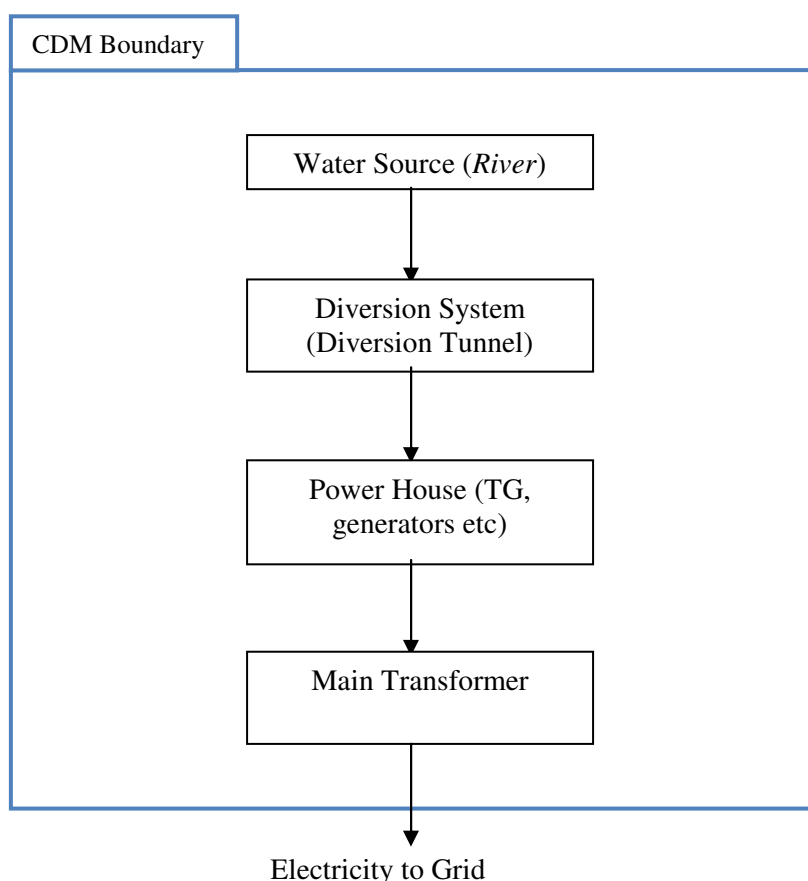 CDM Boundary
Water Source (River)
Diversion System
(Diversion Tunnel)
Power House (TG,
generators etc)
Main Transformer
Electricity to Grid